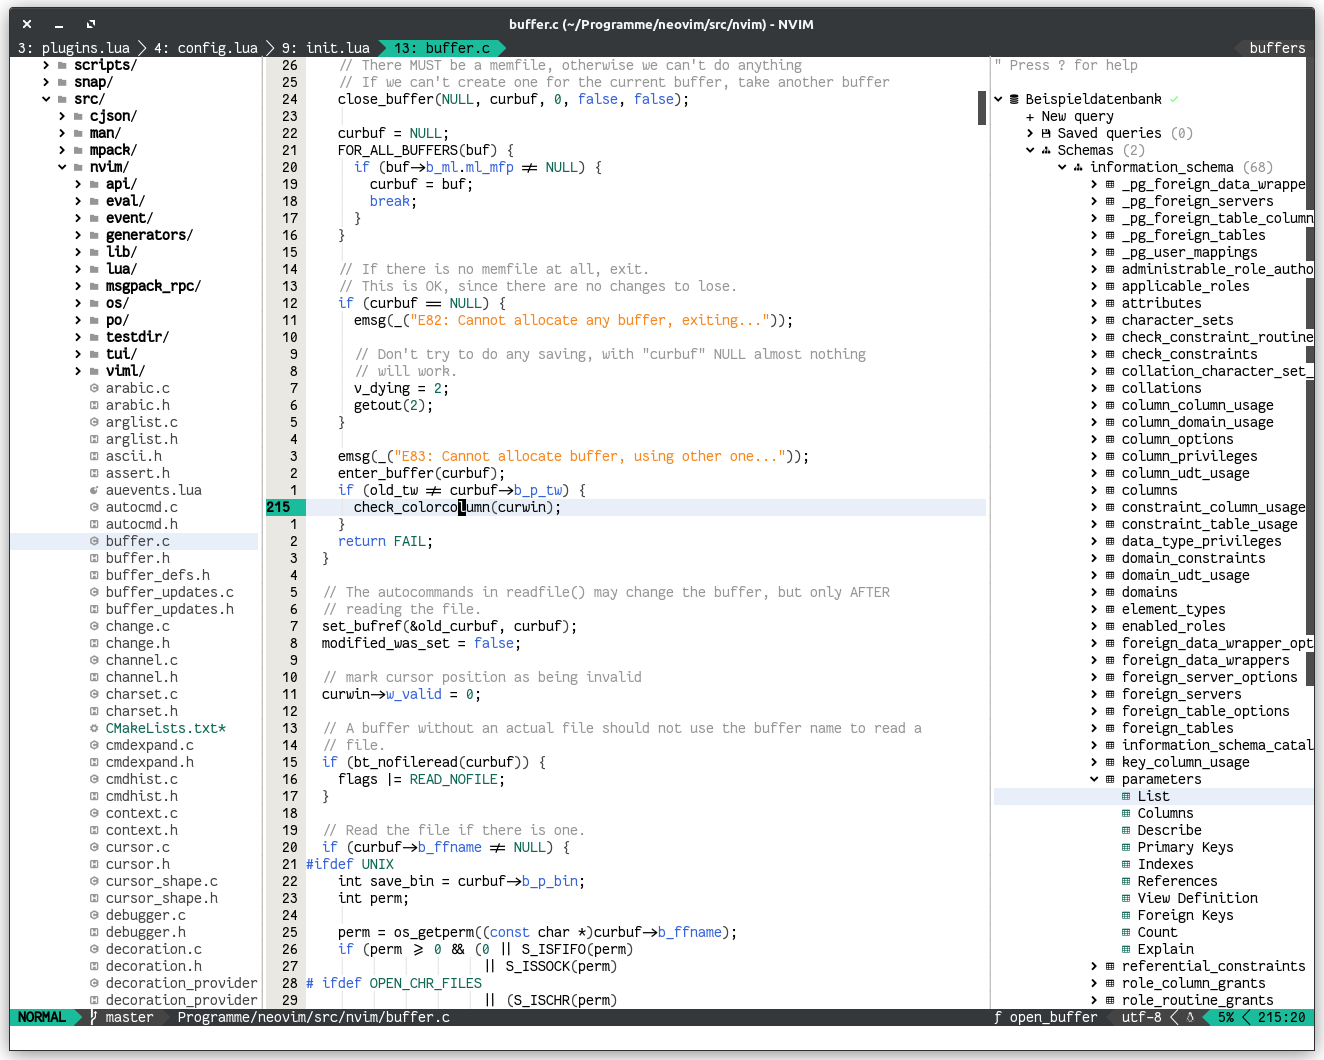 buffer.c (~/Programme/neovim/src/nvim) - NVIM
3: plugins.lua
4: config.lua
9: init.lua
13: buffer.c
buffers
scripts/
snap/
src/
cjson/
man/
mpack/
nvim/
api/
eval/
event/
generators/
lib/
lua/
msgpack_rpc/
os/
po/
testdir/
tui/
viml/
arabic.c
arabic.h
arglist.c
arglist.h
ascii.h
assert.h
auevents.lua
autocmd.c
autocmd.h
buffer.c
buffer.h
buffer_defs.h
buffer_updates.c
buffer_updates.h
change.c
change.h
channel.c
channel.h
charset.c
charset.h
CMakeLists.txt*
cmdexpand.c
cmdexpand.h
cmdhist.c
cmdhist.h
context.c
context.h
cursor.c
cursor.h
cursor_shape.c
cursor_shape.h
debugger.c
debugger.h
decoration.c
decoration.h
decoration_provider
decoration_provider
26 // There MUST be a memfile, otherwise we can't do anything
25 // If we can't create one for the current buffer, take another buffer
24 close_buffer(NULL, curbuf, 0, false, false);
23
22 curbuf = NULL;
21 FOR_ALL_BUFFERS(buf) {
20 if (buf->b_ml.ml_mfp != NULL) {
19 curbuf = buf;
18 break;
17 }
16 }
15
14 // If there is no memfile at all, exit.
13 // This is OK, since there are no changes to lose.
12 if (curbuf == NULL) {
11 emsg(_("E82: Cannot allocate any buffer, exiting..."));
10
9 // Don't try to do any saving, with "curbuf" NULL almost nothing
8 // will work.
7 v_dying = 2;
6 getout(2);
5 }
4
3 emsg(_("E83: Cannot allocate buffer, using other one..."));
2 enter_buffer(curbuf);
1 if (old_tw != curbuf->b_p_tw) {
215 check_colorcolumn(curwin);
1 }
2 return FAIL;
3 }
4
5 // The autocommands in readfile() may change the buffer, but only AFTER
6 // reading the file.
7 set_bufref(&old_curbuf, curbuf);
8 modified_was_set = false;
9
10 // mark cursor position as being invalid
11 curwin->w_valid = 0;
12
13 // A buffer without an actual file should not use the buffer name to read a
14 // file.
15 if (bt_nofileread(curbuf)) {
16 flags |= READ_NOFILE;
17 }
18
19 // Read the file if there is one.
20 if (curbuf->b_ffname != NULL) {
21 #ifdef UNIX
22 int save_bin = curbuf->b_p_bin;
23 int perm;
24
25 perm = os_getperm((const char *)curbuf->b_ffname);
26 if (perm >= 0 && (0 || S_ISFIFO(perm)
27 || S_ISSOCK(perm)
28 # ifdef OPEN_CHR_FILES
29 || (S_ISCHR(perm)
" Press ? for help
Beispieldatenbank ✓
+ New query
Saved queries (0)
Schemas (2)
information_schema (68)
_pg_foreign_data_wrappe
_pg_foreign_servers
_pg_foreign_table_column
_pg_foreign_tables
_pg_user_mappings
administrable_role_autho
applicable_roles
attributes
character_sets
check_constraint_routine
check_constraints
collation_character_set_
collations
column_column_usage
column_domain_usage
column_options
column_privileges
column_udt_usage
columns
constraint_column_usage
constraint_table_usage
data_type_privileges
domain_constraints
domain_udt_usage
domains
element_types
enabled_roles
foreign_data_wrapper_opt
foreign_data_wrappers
foreign_server_options
foreign_servers
foreign_table_options
foreign_tables
information_schema_catal
key_column_usage
parameters
List
Columns
Describe
Primary Keys
Indexes
References
View Definition
Foreign Keys
Count
Explain
referential_constraints
role_column_grants
role_routine_grants
NORMAL master Programme/neovim/src/nvim/buffer.c ƒ open_buffer utf-8 5% 215:20